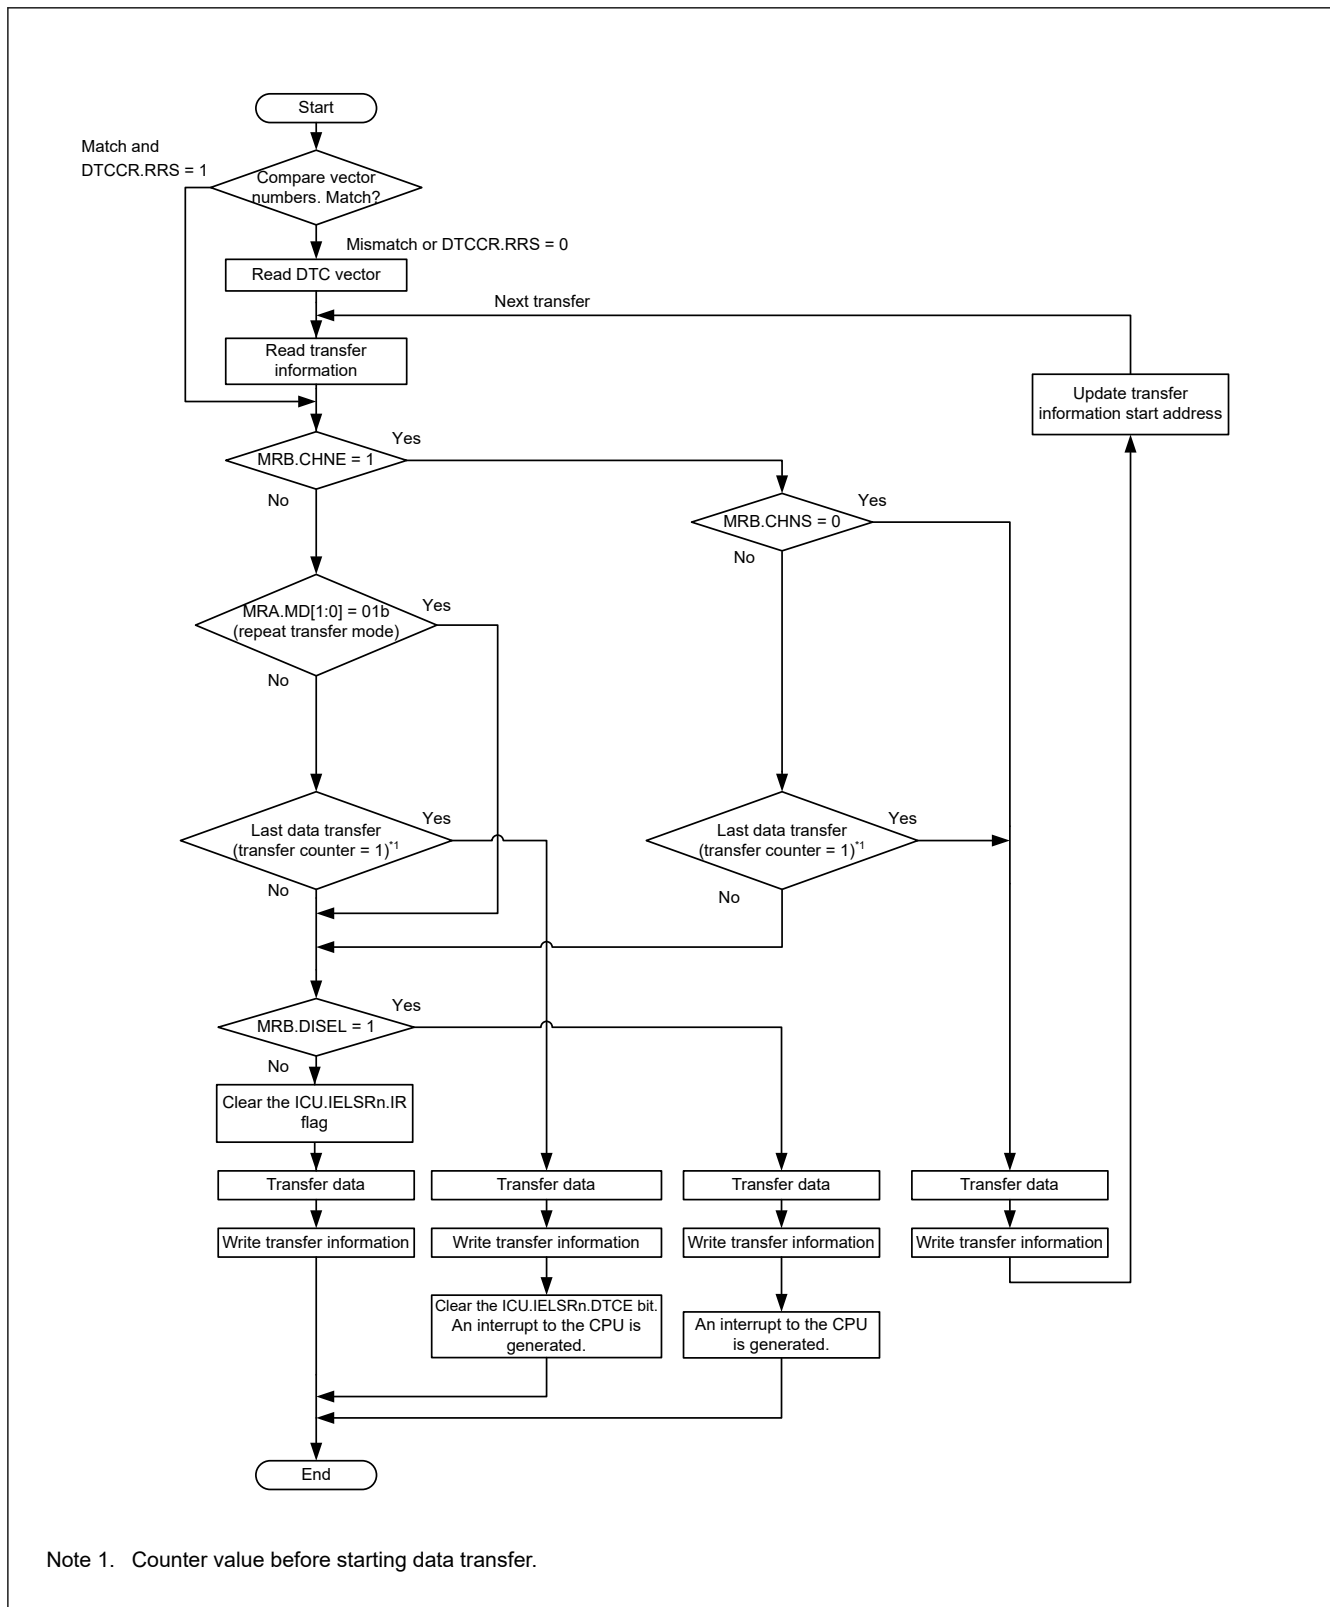 Start
Match and
DTCCR.RRS = 1
Compare vector
numbers. Match?
Mismatch or DTCCR.RRS = 0
Read DTC vector
Next transfer
Read transfer
information
Update transfer
information start address
Yes
MRB.CHNE = 1
No
Yes
MRB.CHNS = 0
No
MRA.MD[1:0] = 01b
(repeat transfer mode)
Yes
No
Last data transfer
(transfer counter = 1)*1
Yes
No
Last data transfer
(transfer counter = 1)*1
Yes
No
MRB.DISEL = 1
Yes
No
Clear the ICU.IELSRn.IR
flag
Transfer data
Transfer data
Transfer data
Transfer data
Write transfer information
Write transfer information
Write transfer information
Write transfer information
Clear the ICU.IELSRn.DTCE bit.
An interrupt to the CPU is
generated.
An interrupt to the CPU
is generated.
End
Note 1. Counter value before starting data transfer.